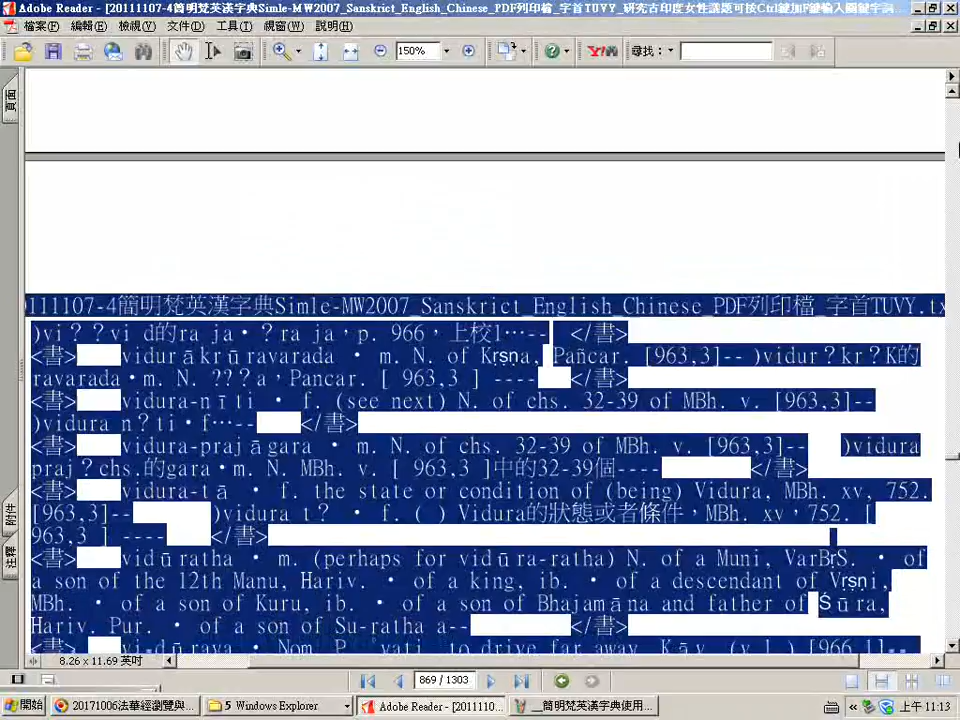 Adobe Reader - [20111107-4簡明梵英漢字典Simle-MW2007_Sanskrict_English_Chinese_PDF列印檔_字首TUVY_研究古印度女性議題可按Ctrl鍵加F鍵輸入關鍵字詞...
檔案(F) 編輯(E) 檢視(V) 文件(D) 工具(T) 視窗(W) 說明(H)
150% 尋找:
頁面
111107-4簡明梵英漢字典Simle-MW2007_Sanskrict_English_Chinese_PDF列印檔_字首TUVY.tx
)vi??vi d的ra ja・?ra ja,p. 966,上校1…-- </書>
<書> vidurākrūravarada • m. N. of Kṛṣṇa, Pañcar. [963,3]-- )vidur?kr?K的
ravarada・m. N. ???a,Pancar. [ 963,3 ] ---- </書>
<書> vidura-nīti • f. (see next) N. of chs. 32-39 of MBh. v. [963,3]--
)vidura n?ti・f…-- </書>
<書> vidura-prajāgara • m. N. of chs. 32-39 of MBh. v. [963,3]-- )vidura
praj?chs.的gara・m. N. MBh. v. [ 963,3 ]中的32-39個---- </書>
<書> vidura-tā • f. the state or condition of (being) Vidura, MBh. xv, 752.
[963,3]-- )vidura t?・f. ( ) Vidura的狀態或者條件,MBh. xv,752. [
963,3 ] ---- </書>
<書> vidūratha • m. (perhaps for vidūra-ratha) N. of a Muni, VarBṛS. • of
a son of the 12th Manu, Hariv. • of a king, ib. • of a descendant of Vṛṣṇi,
MBh. • of a son of Kuru, ib. • of a son of Bhajamāna and father of Śūra,
Hariv. Pur. • of a son of Su-ratha a-- </書>
附件
注釋
8.26 x 11.69 英吋
869 / 1303
開始 20171006法華經瀏覽與... 5 Windows Explorer Adobe Reader - [2011110... __簡明梵英漢字典使用... 上午 11:13